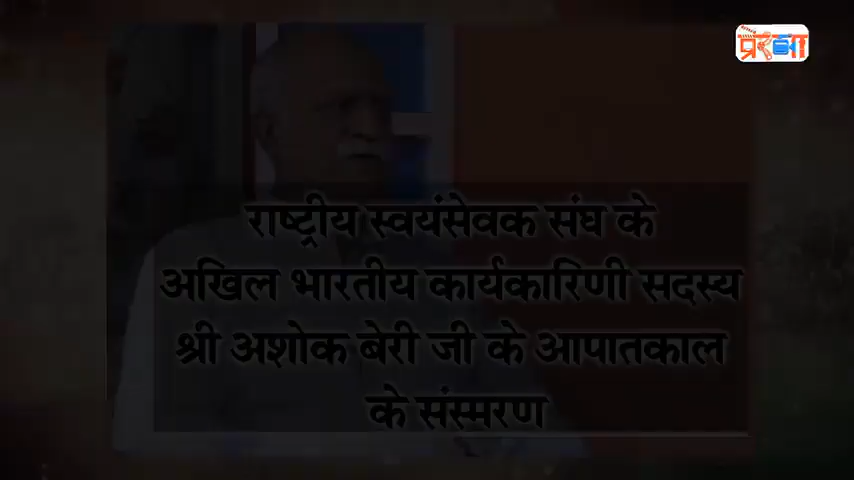 राष्ट्रीय स्वयंसेवक संघ के
अखिल भारतीय कार्यकारिणी सदस्य
श्री अशोक बेरी जी के आपातकाल
के संस्मरण